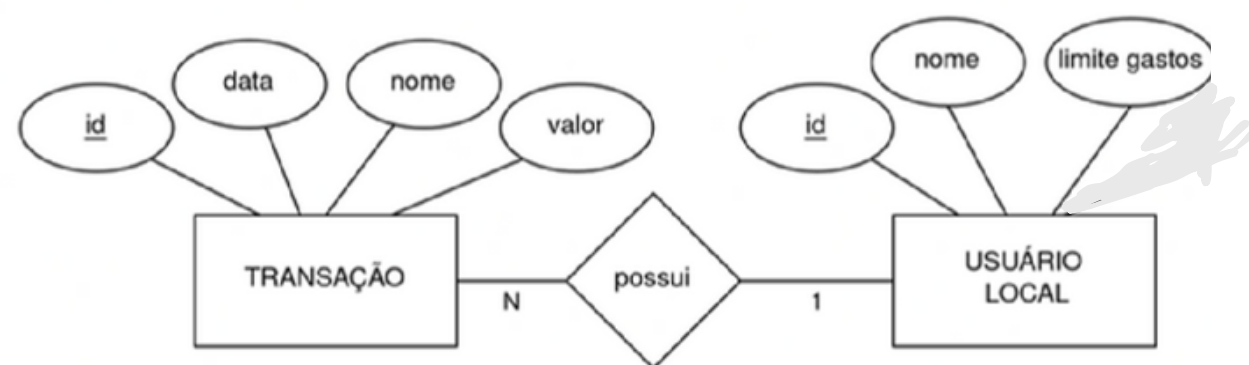 id
data
nome
valor
id
nome
limite gastos
TRANSAÇÃO
N
possui
1
USUÁRIO
LOCAL